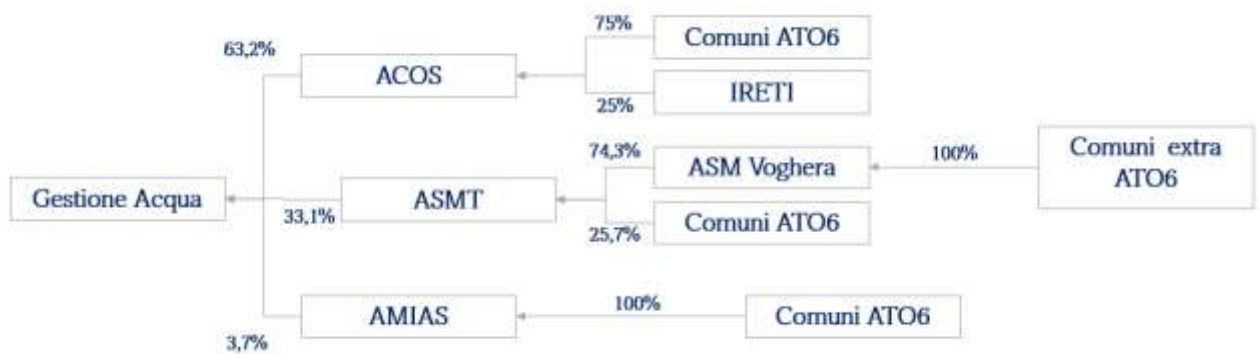 75%
Comuni ATO6
63,2%
ACOS
IRETI
25%
74,3%
ASM Voghera
100%
Comuni extra
ATO6
Gestione Acqua
33,1%
ASMT
25,7%
Comuni ATO6
AMIAS
100%
Comuni ATO6
3,7%